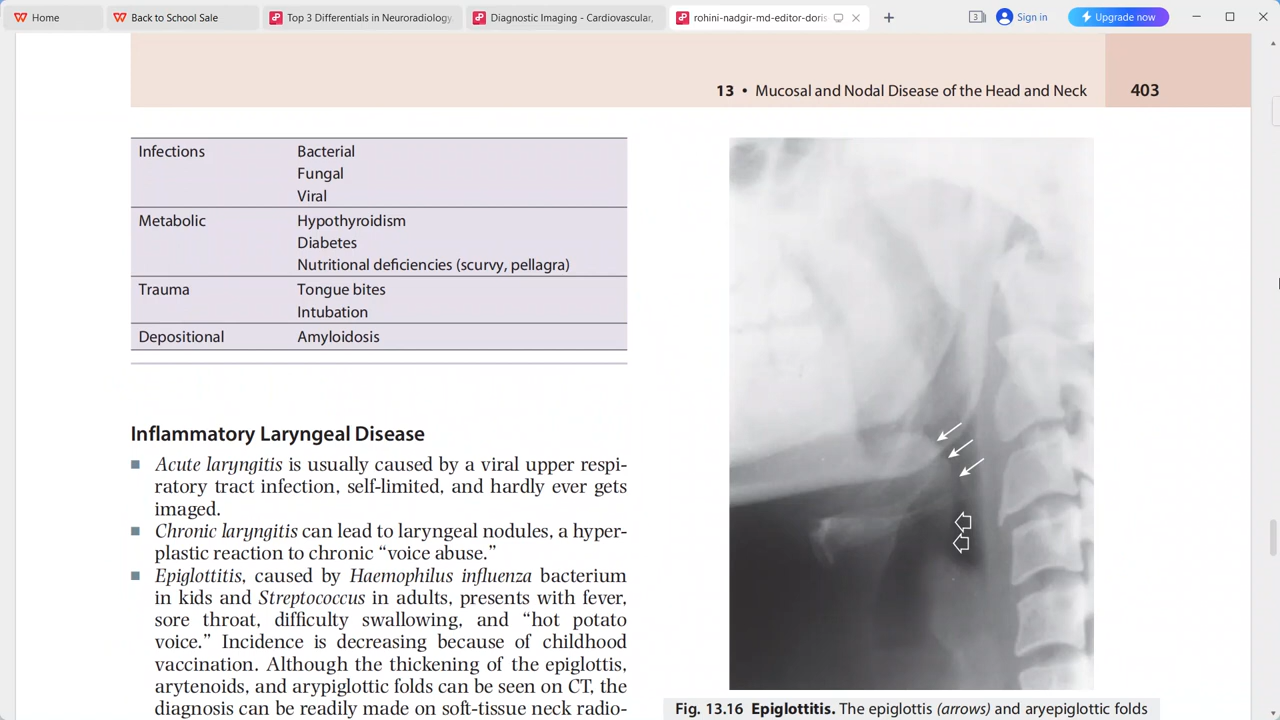 Home
Back to School Sale
Top 3 Differentials in Neuroradiology
Diagnostic Imaging - Cardiovascular,
rohini-nadgir-md-editor-doris
3
Sign in
Upgrade now
13 • Mucosal and Nodal Disease of the Head and Neck 403
Infections Bacterial
Fungal
Viral
Metabolic Hypothyroidism
Diabetes
Nutritional deficiencies (scurvy, pellagra)
Trauma Tongue bites
Intubation
Depositional Amyloidosis
Inflammatory Laryngeal Disease
Acute laryngitis is usually caused by a viral upper respi-
ratory tract infection, self-limited, and hardly ever gets
imaged.
Chronic laryngitis can lead to laryngeal nodules, a hyper-
plastic reaction to chronic “voice abuse.”
Epiglottitis, caused by Haemophilus influenza bacterium
in kids and Streptococcus in adults, presents with fever,
sore throat, difficulty swallowing, and “hot potato
voice.” Incidence is decreasing because of childhood
vaccination. Although the thickening of the epiglottis,
arytenoids, and arypiglottic folds can be seen on CT, the
diagnosis can be readily made on soft-tissue neck radio-
Fig. 13.16 Epiglottitis. The epiglottis (arrows) and aryepiglottic folds